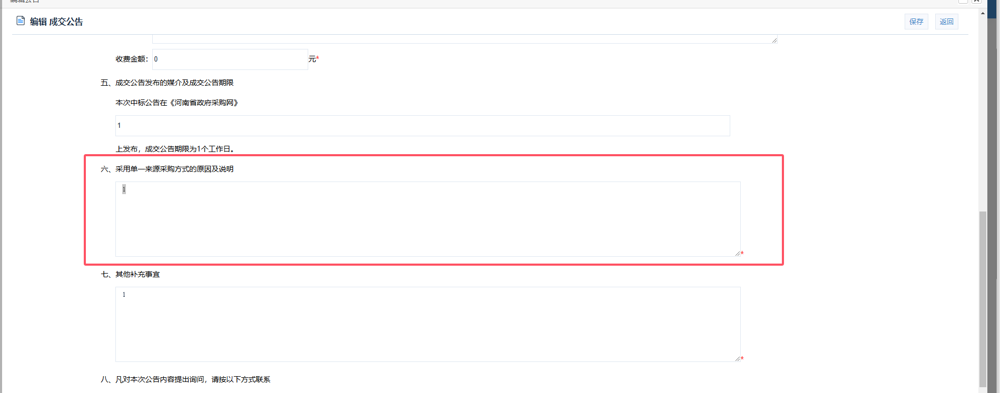 编辑公告
编辑 成交公告
保存
返回
收费金额：
0
元*
五、成交公告发布的媒介及成交公告期限
本次中标公告在《河南省政府采购网》
1
上发布，成交公告期限为1个工作日。
六、采用单一来源采购方式的原因及说明
1
*
七、其他补充事宜
1
*
八、凡对本次公告内容提出询问，请按以下方式联系